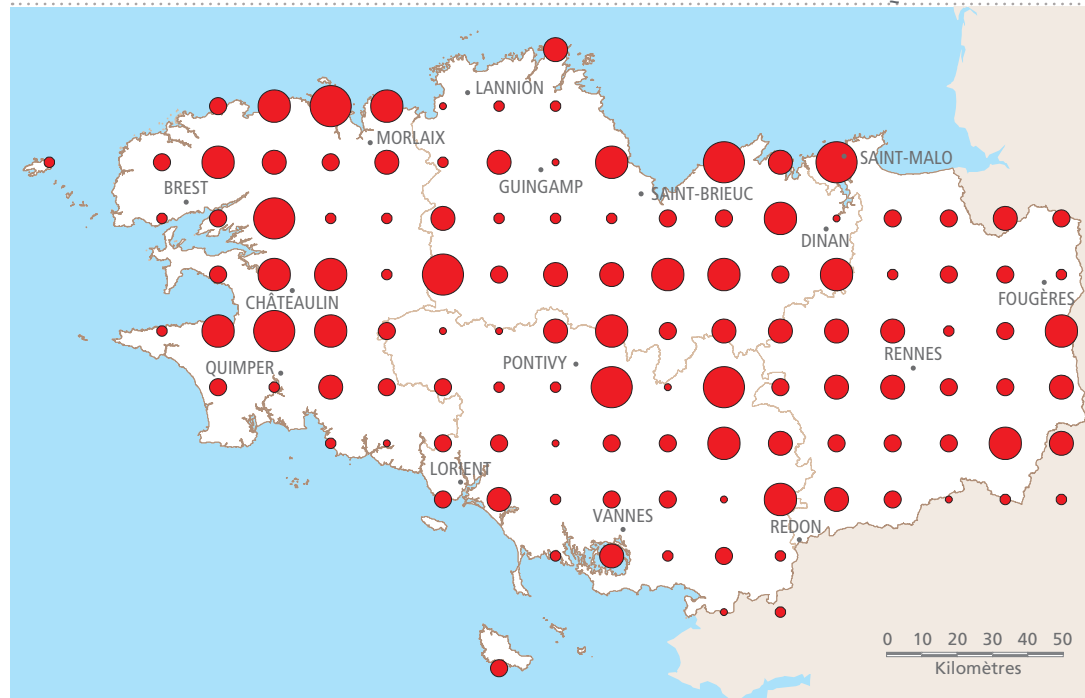 LANNION
MORLAIX
SAINT-MALO
GUINGAMP
BREST
SAINT-BRIEUC
DINAN
CHÂTEAULIN
FOUGÈRES
RENNES
PONTIVY
QUIMPER
LORIENT
VANNES
REDON
0 10 20 30 40 50
Kilomètres